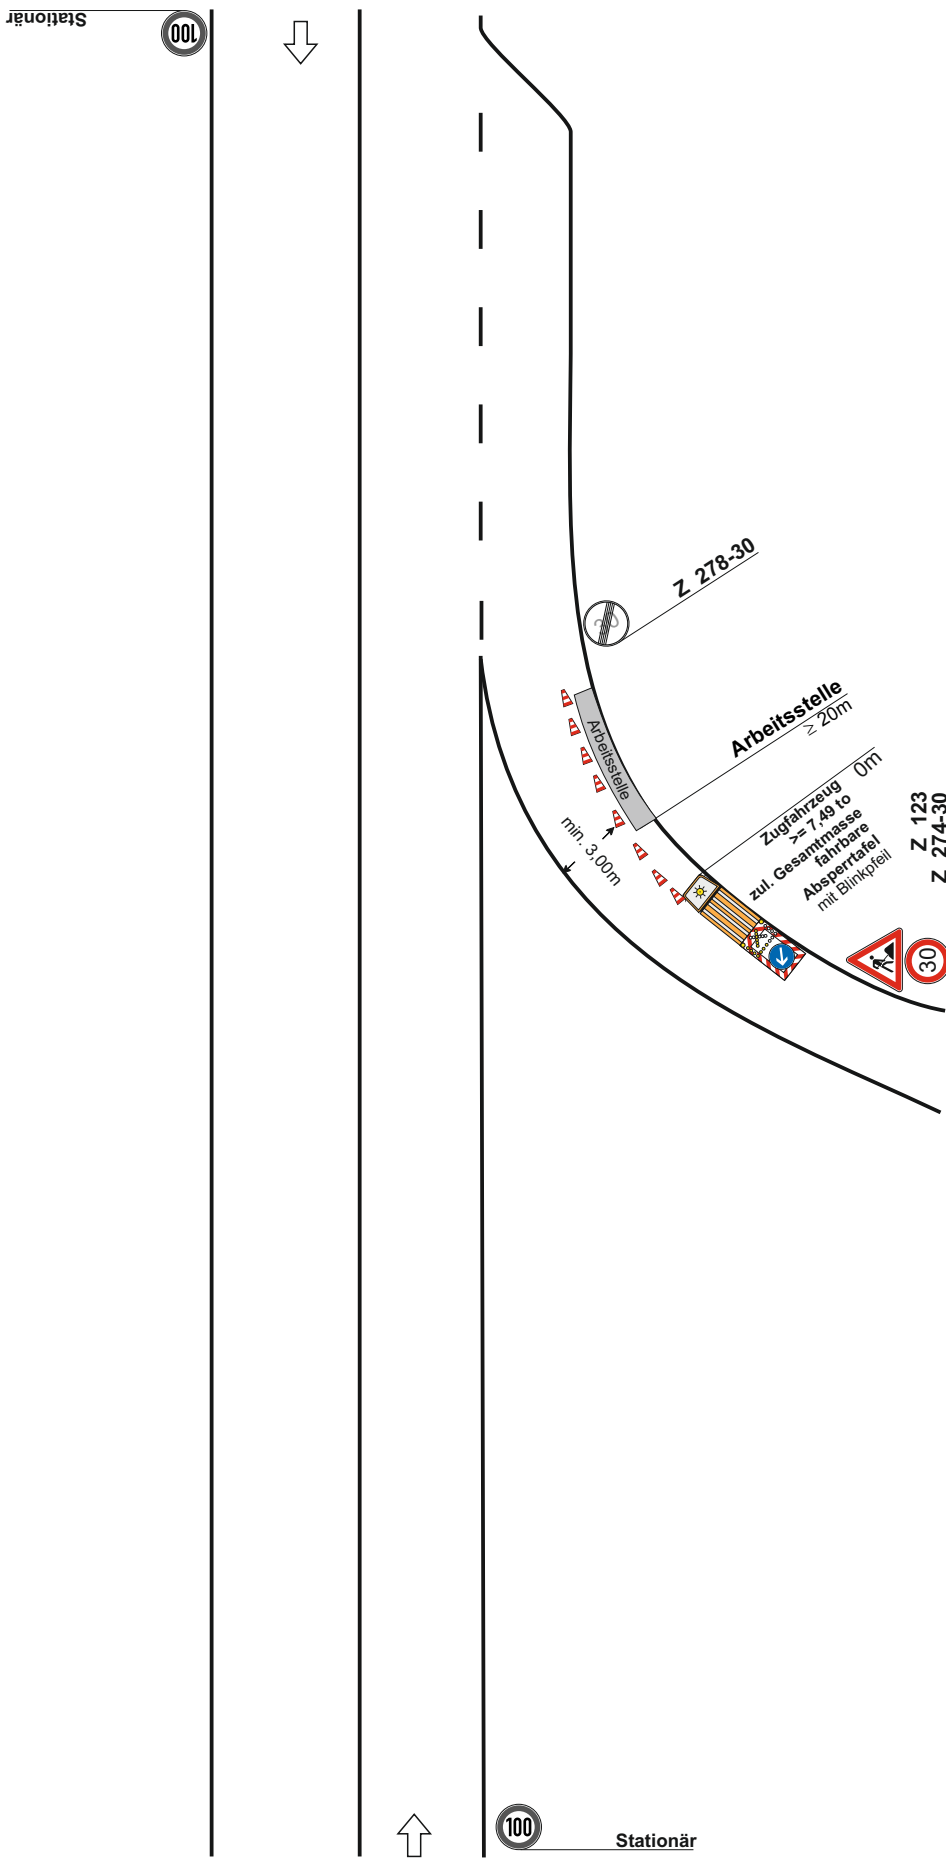 Stationär
100
Z 278-30
Arbeitsstelle
≥ 20m
Arbeitsstelle
0m
Zugfahrzeug
>= 7,49 to
zul. Gesamtmasse
fahrbare
Absperrtafel
mit Blinkpfeil
min. 3,00m
Z 123
Z 274-30
30
100
Stationär